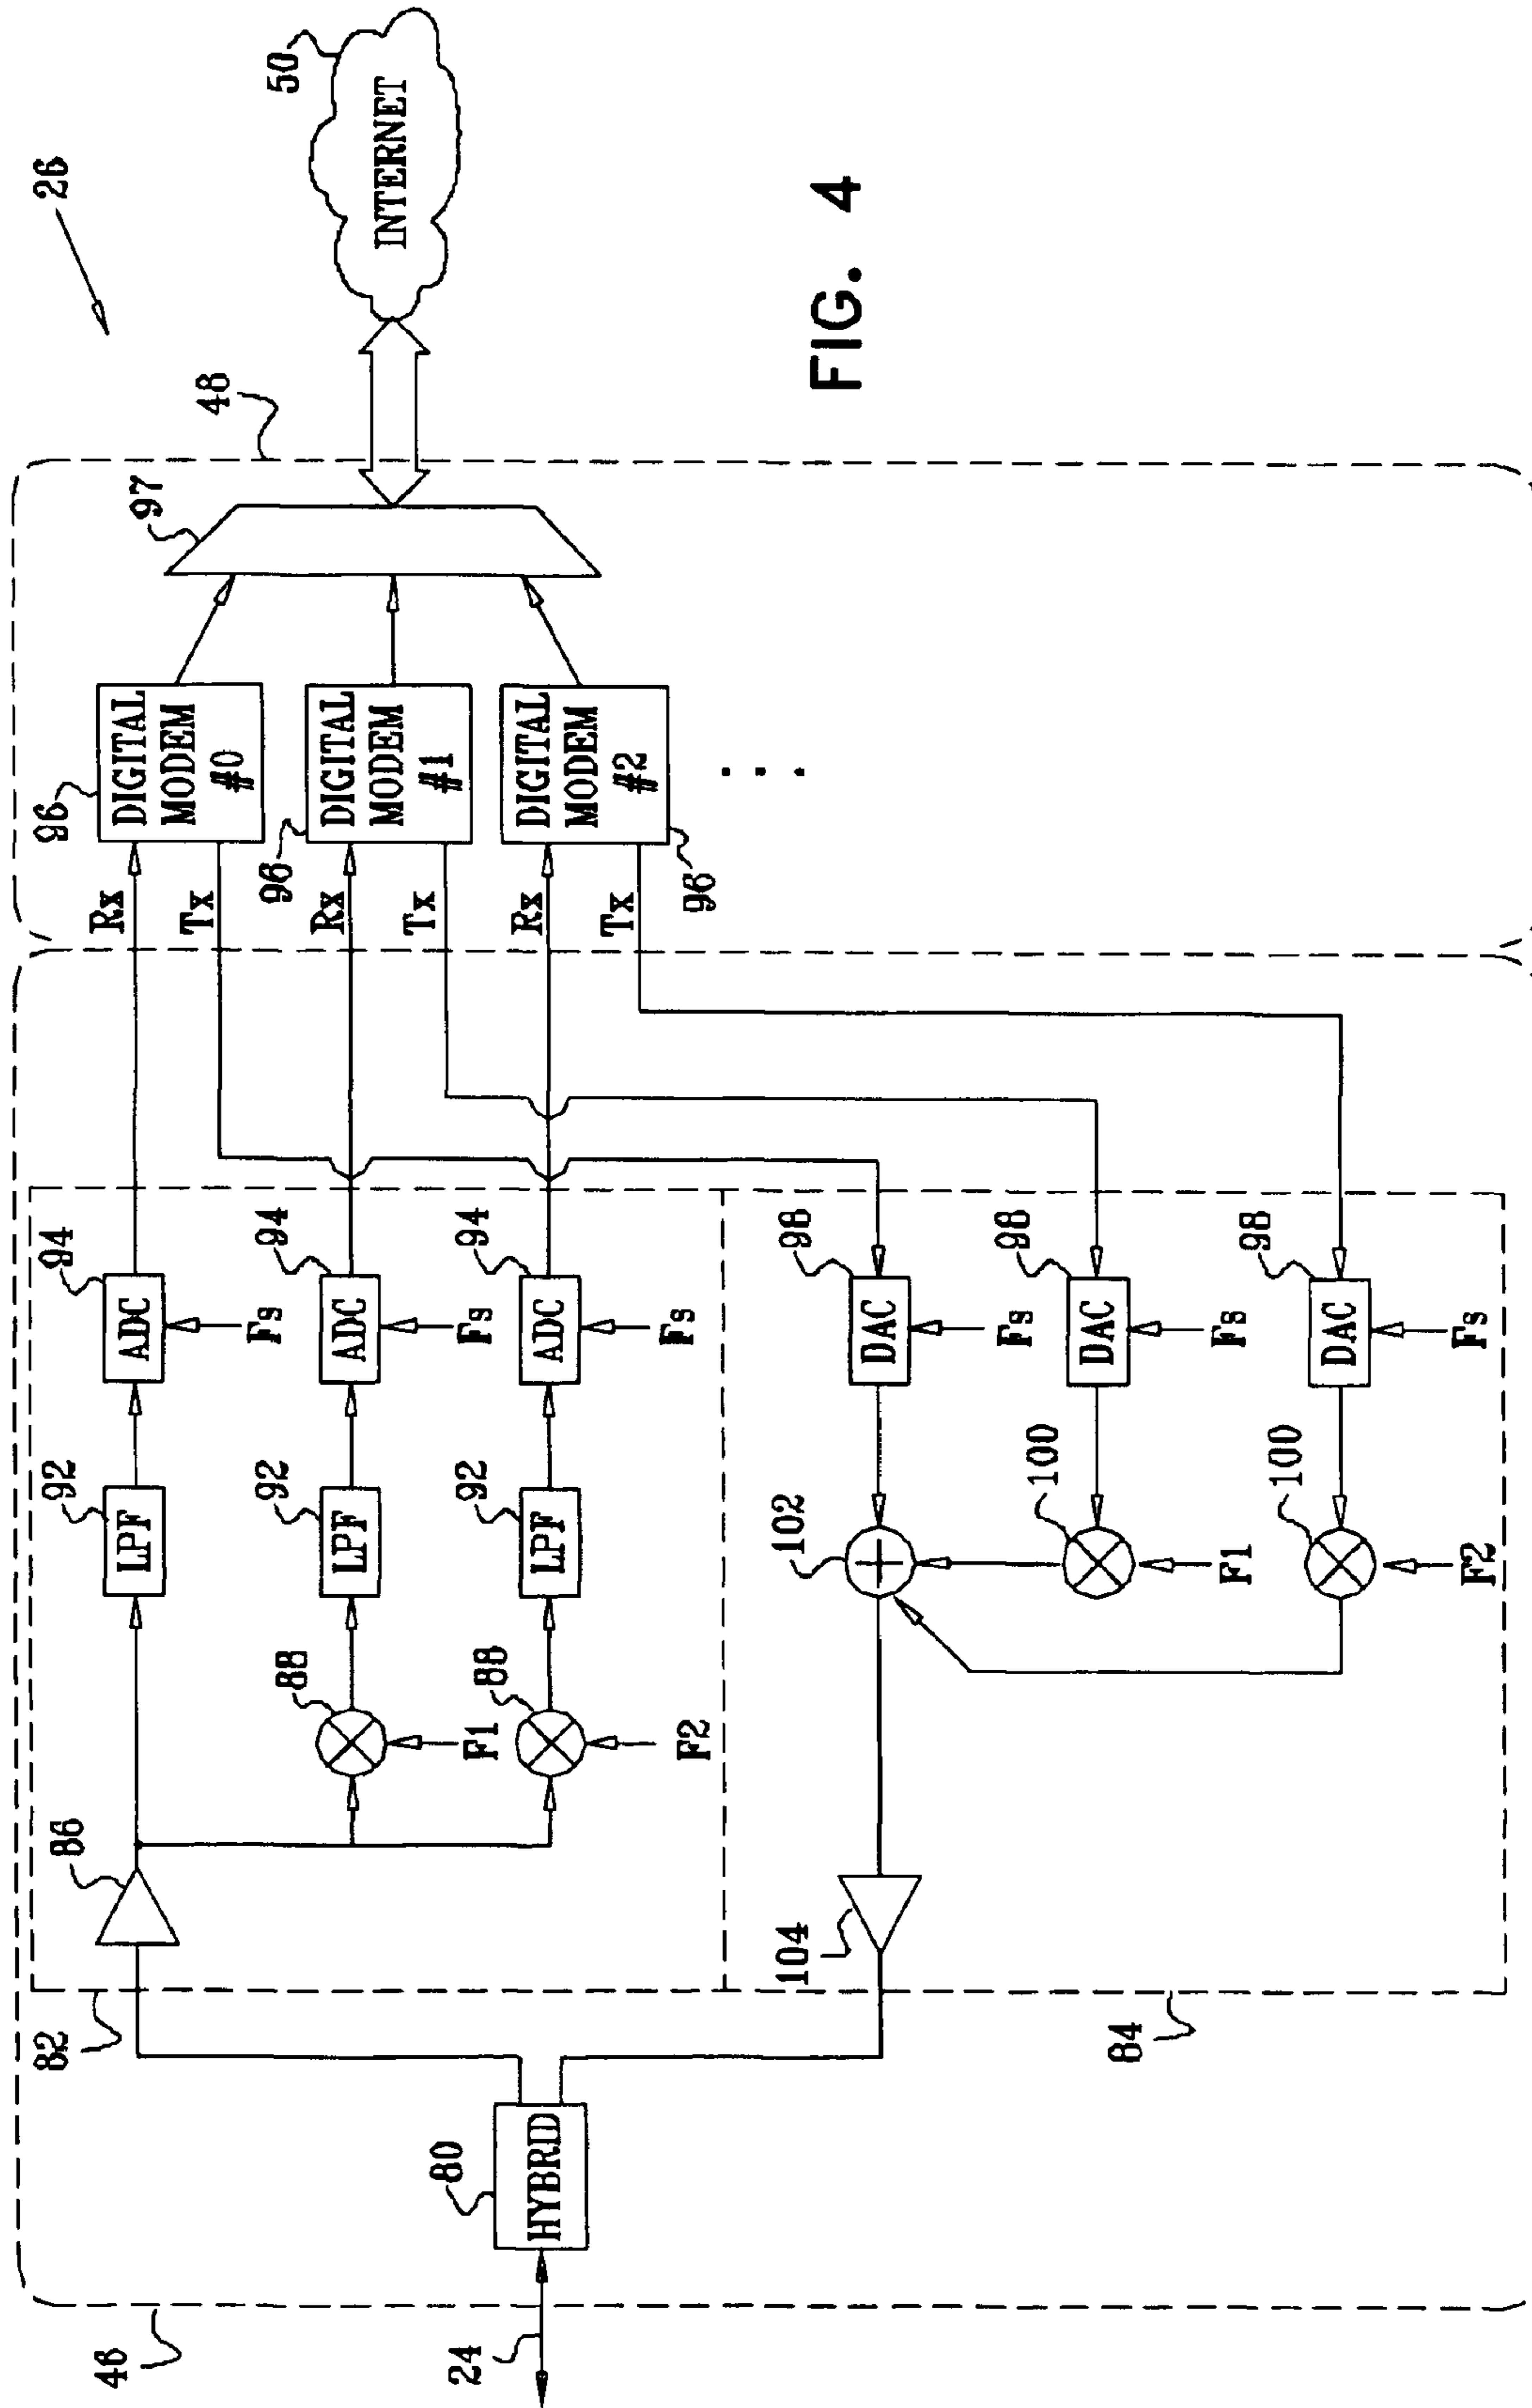 26
46
48
82
86
92
94
LPF
ADC
Fs
Rx
Tx
96
DIGITAL
MODEM
#0
97
50
INTERNET
88
F1
92
LPF
94
ADC
Fs
Rx
Tx
96
DIGITAL
MODEM
#1
24
80
HYBRID
88
F2
92
LPF
94
ADC
Fs
Rx
Tx
96
DIGITAL
MODEM
#2
...
104
102
98
DAC
Fs
100
F1
98
DAC
Fs
100
F2
98
DAC
Fs
84
FIG. 4